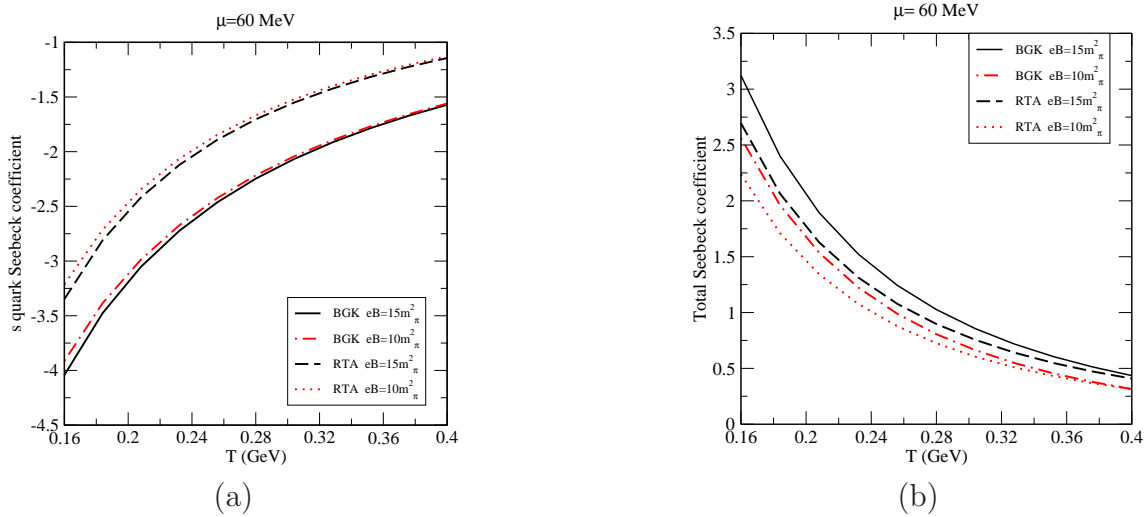 μ=60 MeV
-1
-1.5
-2
-2.5
-3
-3.5
-4
-4.5
s quark Seebeck coefficient
BGK eB=15m²π
BGK eB=10m²π
RTA eB=15m²π
RTA eB=10m²π
0.16 0.2 0.24 0.28 0.32 0.36 0.4
T (GeV)
(a)
μ= 60 MeV
3.5
3
2.5
2
1.5
1
0.5
0
Total Seebeck coefficient
BGK eB=15m²π
BGK eB=10m²π
RTA eB=15m²π
RTA eB=10m²π
0.16 0.2 0.24 0.28 0.32 0.36 0.4
T (GeV)
(b)